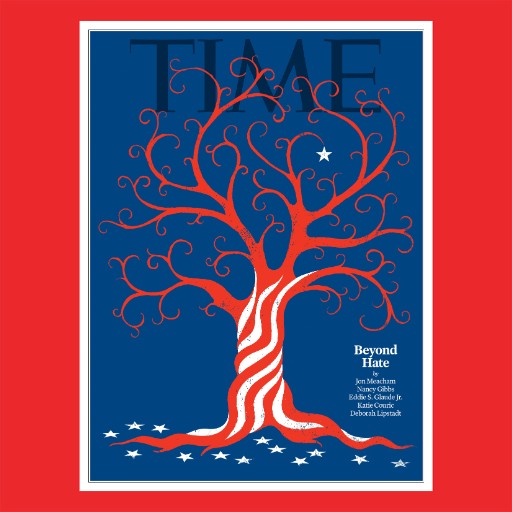 TIME
Beyond
Hate
by
Jon Meacham
Nancy Gibbs
Eddie S. Glaude Jr.
Katie Couric
Deborah Lipstadt